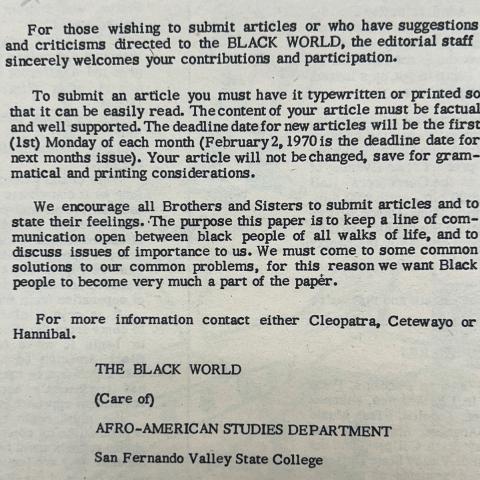 For those wishing to submit articles or who have suggestions
and criticisms directed to the BLACK WORLD, the editorial staff
sincerely welcomes your contributions and participation.
To submit an article you must have it typewritten or printed so
that it can be easily read. The content of your article must be factual
and well supported. The deadline date for new articles will be the first
(1st) Monday of each month (February 2, 1970 is the deadline date for
next months issue). Your article will not be changed, save for gram-
matical and printing considerations.
We encourage all Brothers and Sisters to submit articles and to
state their feelings. The purpose this paper is to keep a line of com-
munication open between black people of all walks of life, and to
discuss issues of importance to us. We must come to some common
solutions to our common problems, for this reason we want Black
people to become very much a part of the paper.
For more information contact either Cleopatra, Cetewayo or
Hannibal.
THE BLACK WORLD
(Care of)
AFRO-AMERICAN STUDIES DEPARTMENT
San Fernando Valley State College